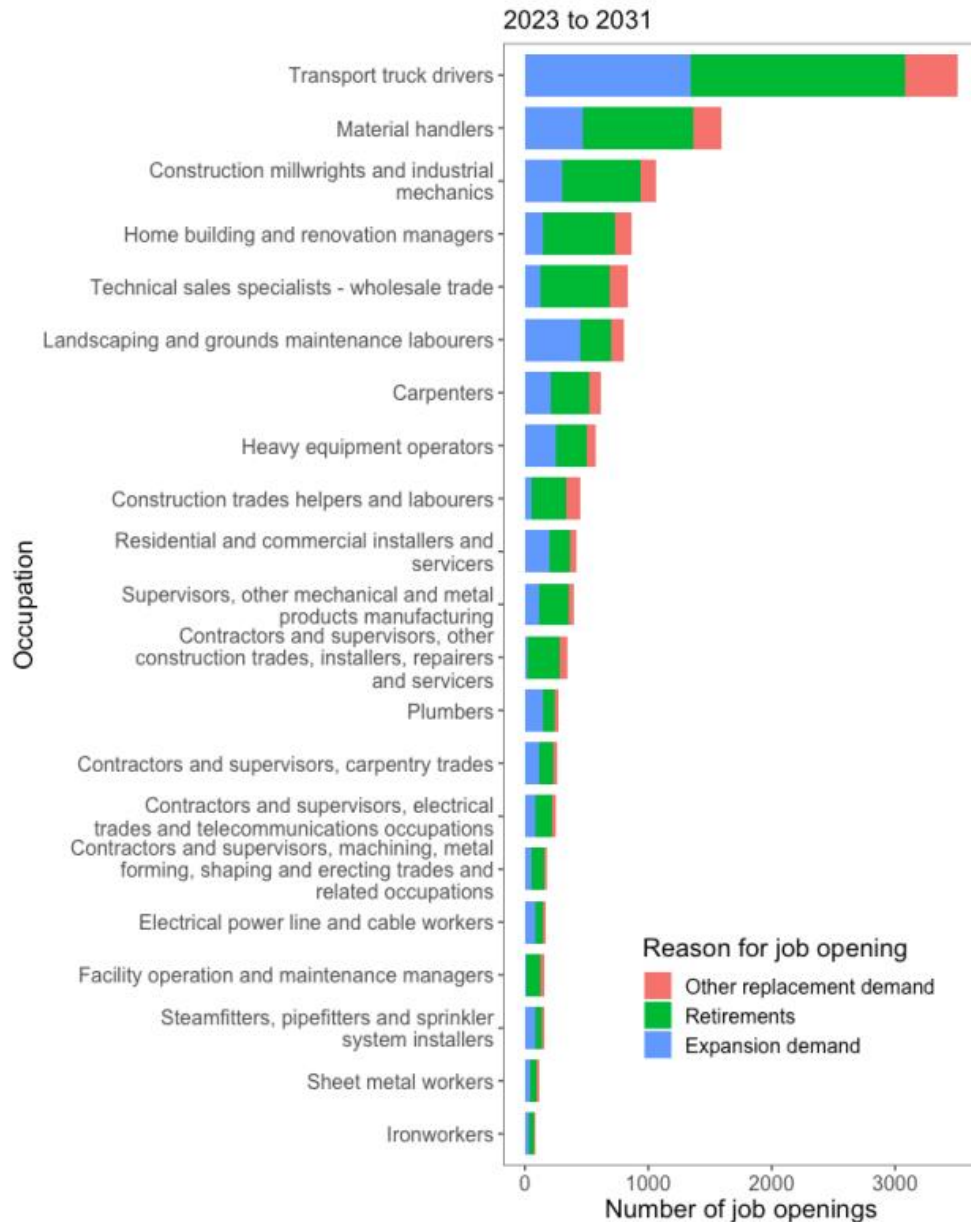 2023 to 2031
Transport truck drivers
Material handlers
Construction millwrights and industrial
mechanics
Home building and renovation managers
Technical sales specialists - wholesale trade
Landscaping and grounds maintenance labourers
Carpenters
Heavy equipment operators
Construction trades helpers and labourers
Residential and commercial installers and
servicers
Supervisors, other mechanical and metal
products manufacturing
Contractors and supervisors, other
construction trades, installers, repairers
and servicers
Plumbers
Contractors and supervisors, carpentry trades
Contractors and supervisors, electrical
trades and telecommunications occupations
Contractors and supervisors, machining, metal
forming, shaping and erecting trades and
related occupations
Electrical power line and cable workers
Facility operation and maintenance managers
Steamfitters, pipefitters and sprinkler
system installers
Sheet metal workers
Ironworkers
Occupation
Reason for job opening
Other replacement demand
Retirements
Expansion demand
0 1000 2000 3000
Number of job openings